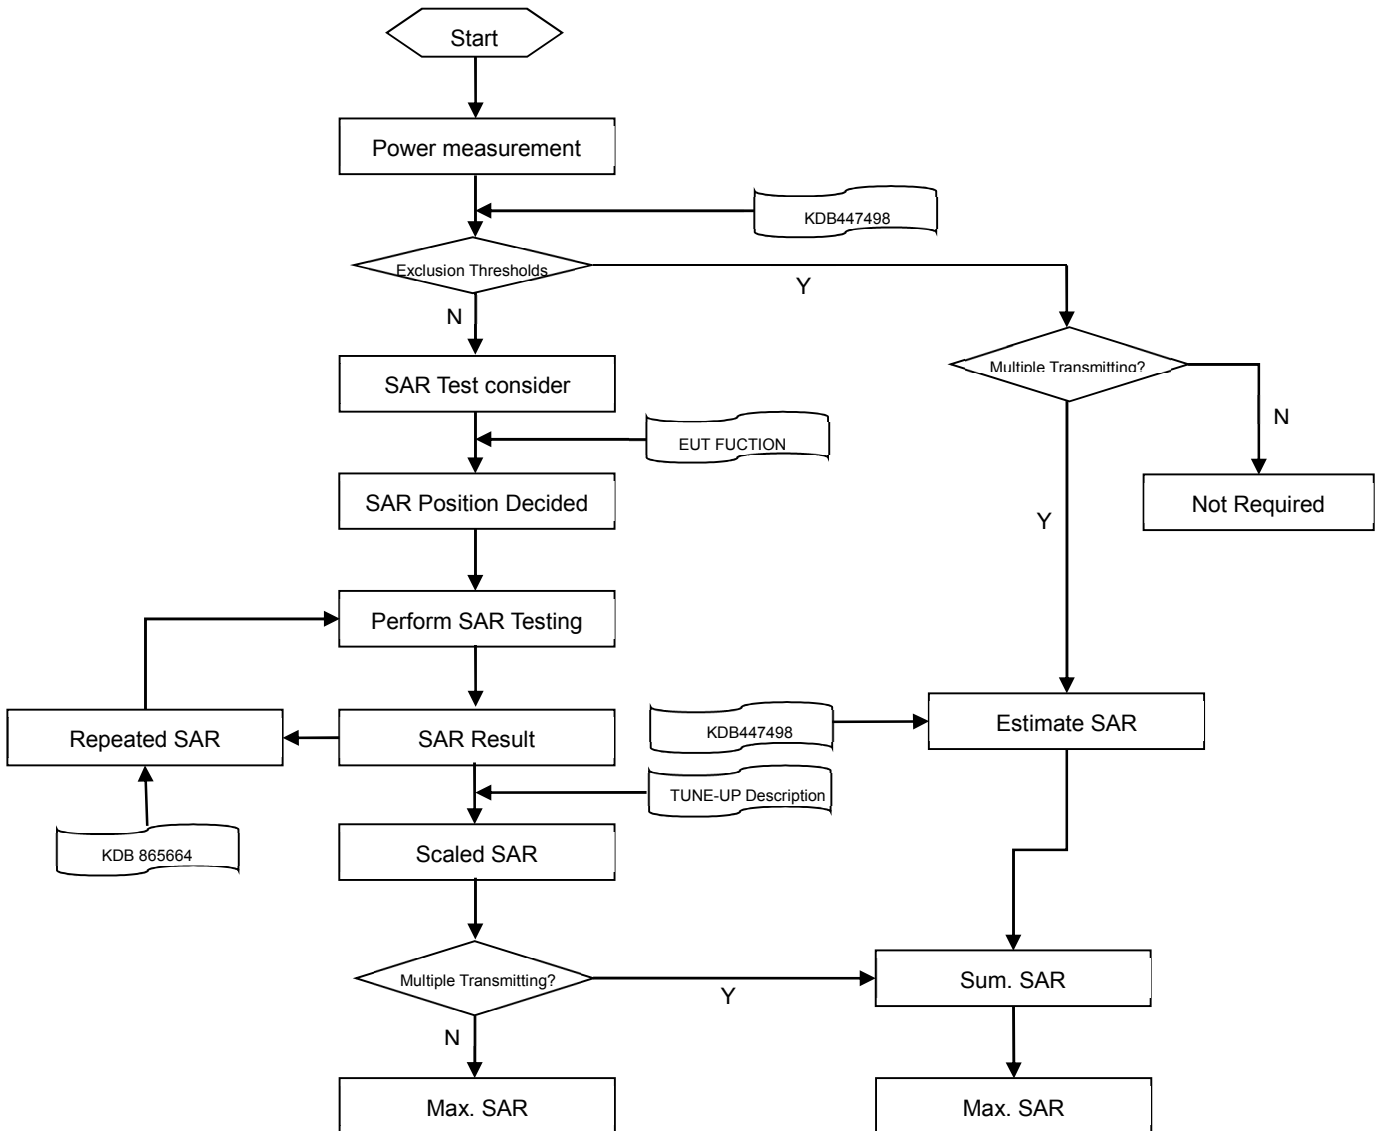 Start
Power measurement
KDB447498
Exclusion Thresholds
Y
N
Multiple Transmitting?
SAR Test consider
N
EUT FUCTION
SAR Position Decided
Not Required
Y
Perform SAR Testing
Repeated SAR
SAR Result
KDB447498
Estimate SAR
TUNE-UP Description
KDB 865664
Scaled SAR
Multiple Transmitting?
Y
Sum. SAR
N
Max. SAR
Max. SAR